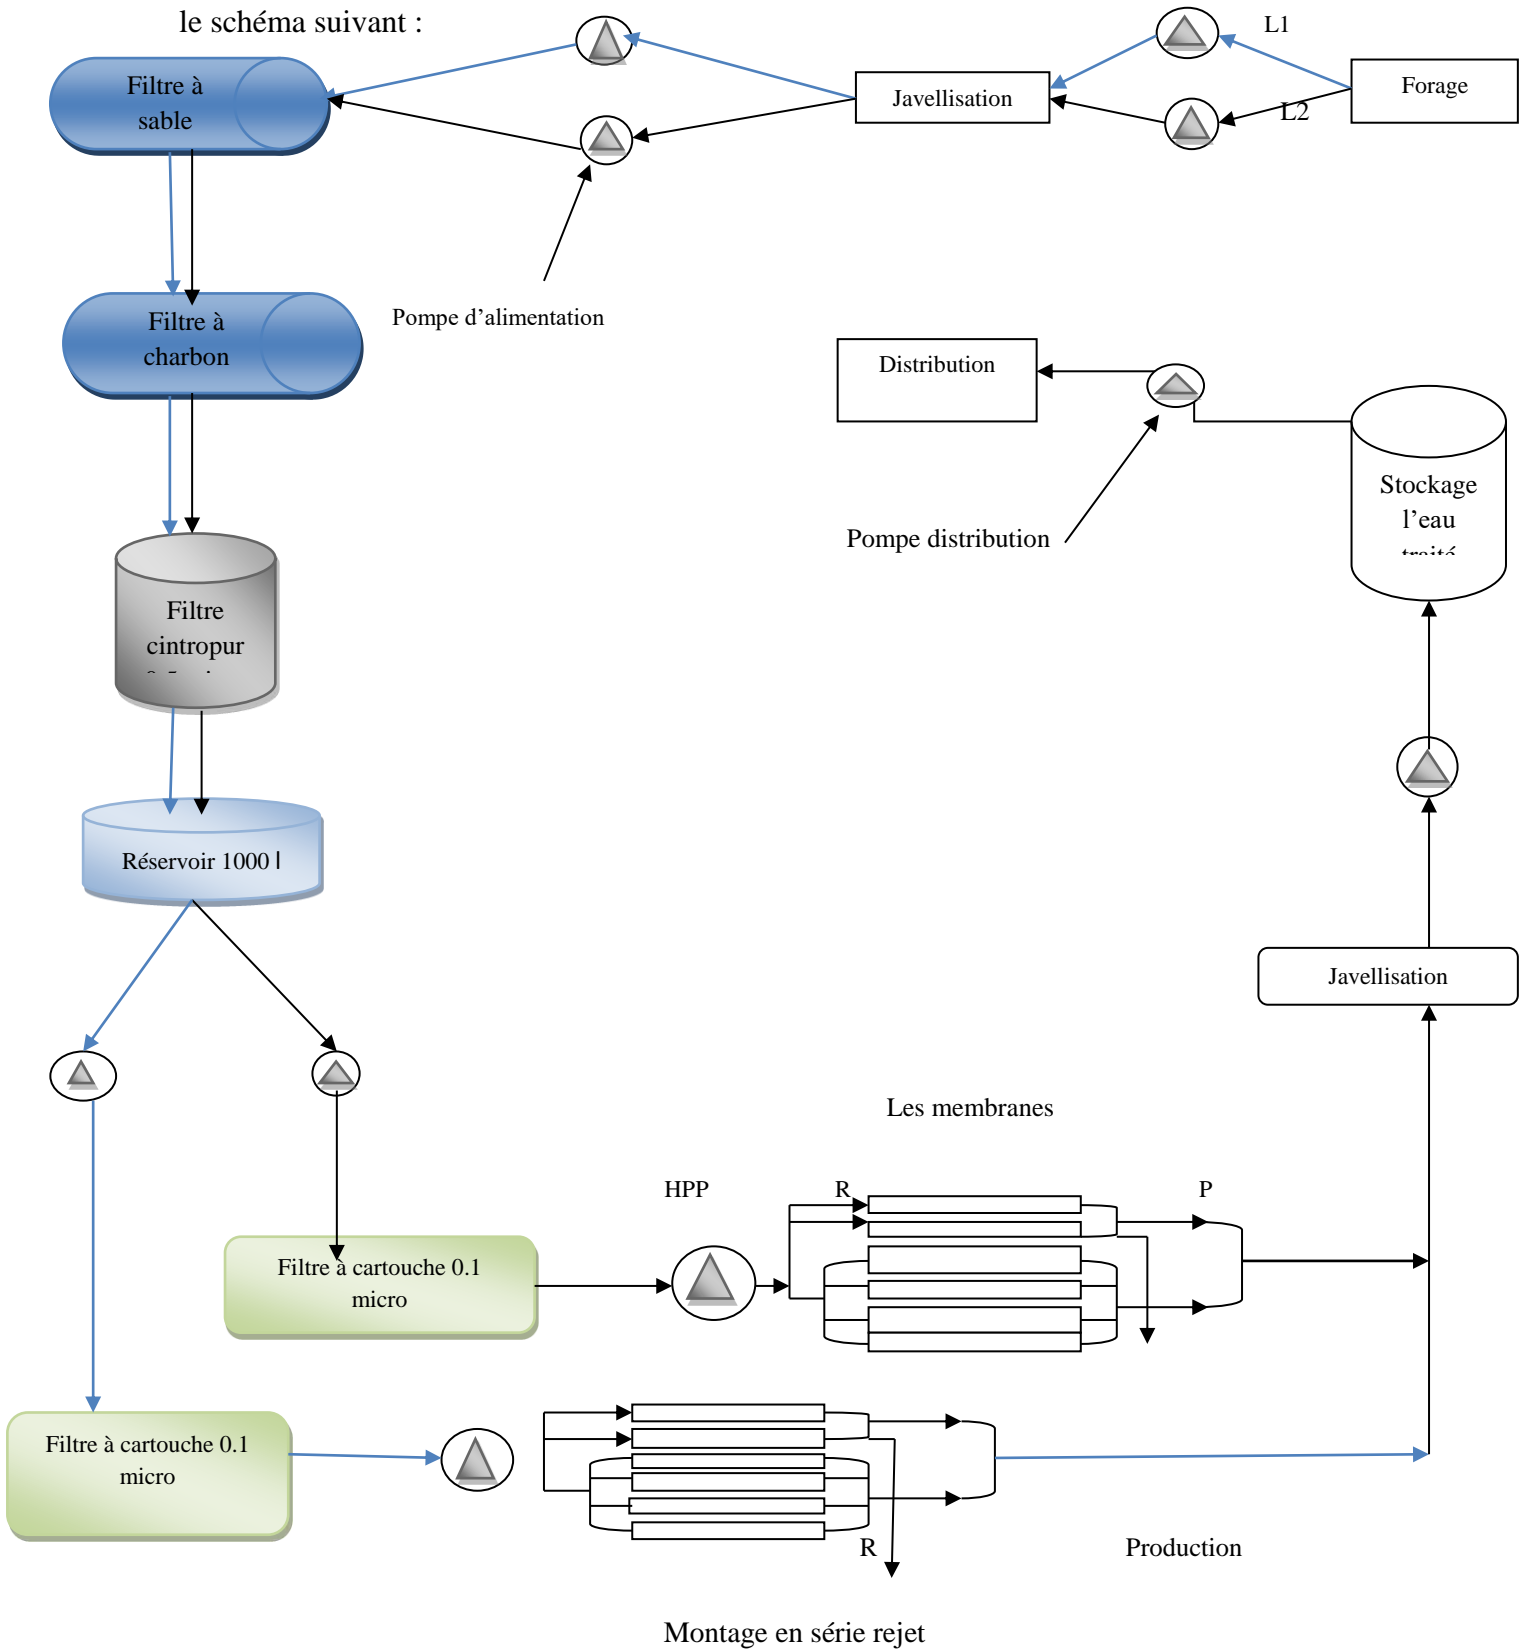 le schéma suivant :
L1
Filtre à
sable
Javellisation
Forage
L2
Pompe d’alimentation
Filtre à
charbon
Distribution
Stockage
l’eau
traité
Pompe distribution
Filtre
cintropur
Réservoir 1000 l
Javellisation
Les membranes
HPP
R
P
Filtre à cartouche 0.1
micro
Filtre à cartouche 0.1
micro
R
Production
Montage en série rejet